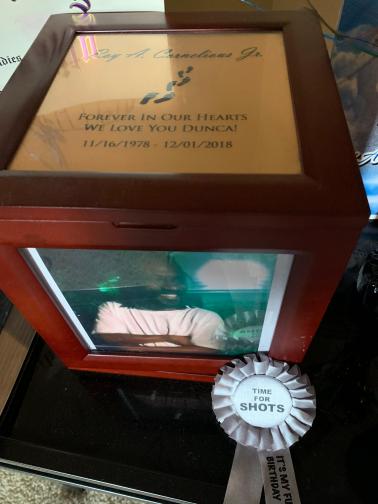 Roy A. Cornelious Jr.
FOREVER IN OUR HEARTS
WE LOVE YOU DUNCA!
11/16/1978 - 12/01/2018
TIME
FOR
SHOTS
IT'S MY
BIRTHDAY